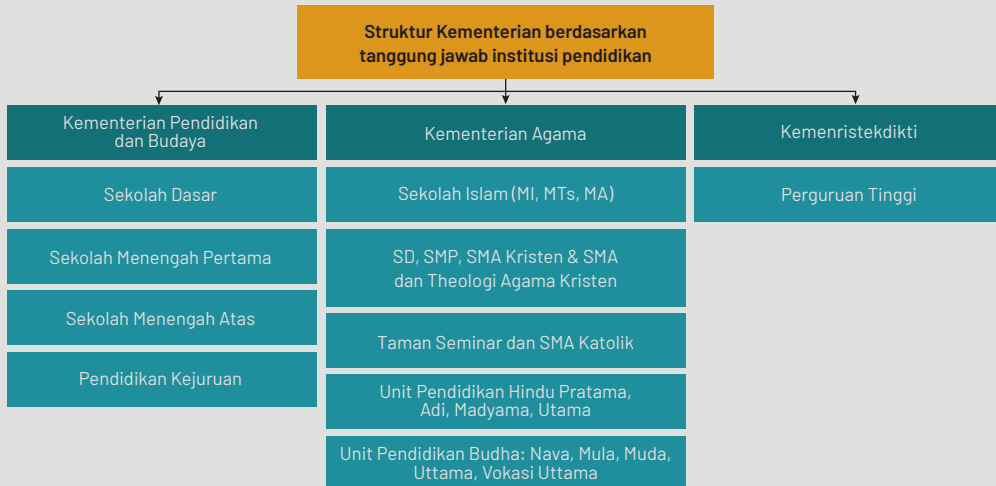 Struktur Kementerian berdasarkan
tanggung jawab institusi pendidikan
Kementerian Pendidikan
dan Budaya
Sekolah Dasar
Sekolah Menengah Pertama
Sekolah Menengah Atas
Pendidikan Kejuruan
Kementerian Agama
Sekolah Islam (MI, MTs, MA)
SD, SMP, SMA Kristen & SMA
dan Theologi Agama Kristen
Taman Seminar dan SMA Katolik
Unit Pendidikan Hindu Pratama,
Adi, Madyama, Utama
Unit Pendidikan Budha: Nava, Mula, Muda,
Uttama, Vokasi Uttama
Kemenristekdikti
Perguruan Tinggi